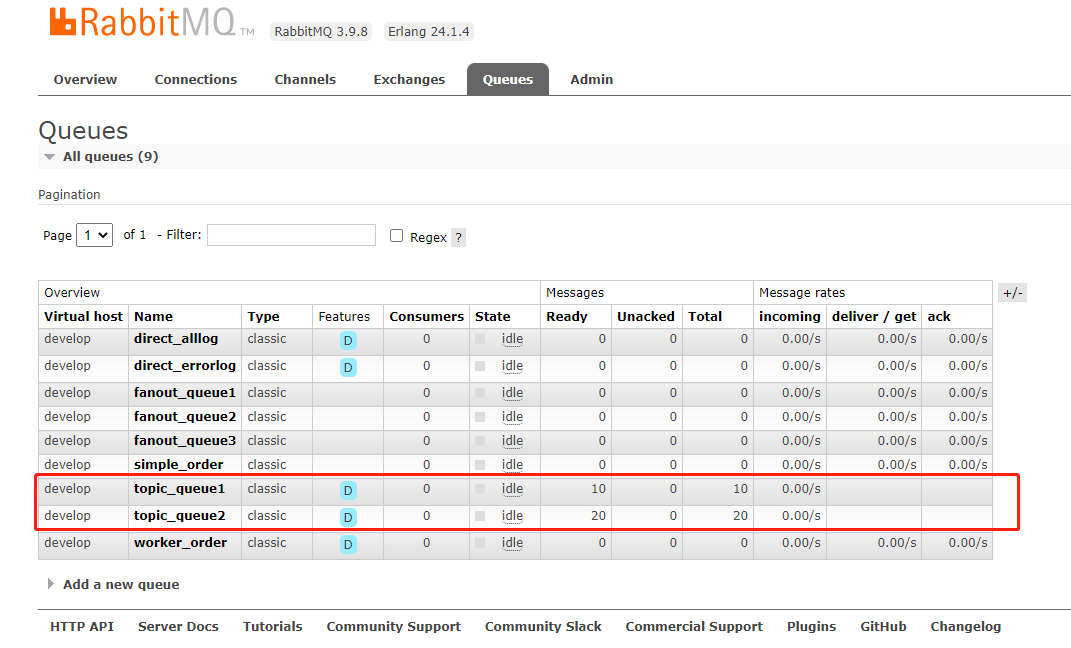 RabbitMQ TM RabbitMQ 3.9.8 Erlang 24.1.4
Overview Connections Channels Exchanges Queues Admin
Queues
All queues (9)
Pagination
Page 1 of 1 - Filter: Regex ?
Overview Messages Message rates +/-
Virtual host Name Type Features Consumers State Ready Unacked Total incoming deliver / get ack
develop direct_alllog classic D 0 idle 0 0 0 0.00/s 0.00/s 0.00/s
develop direct_errorlog classic D 0 idle 0 0 0 0.00/s 0.00/s 0.00/s
develop fanout_queue1 classic 0 idle 0 0 0 0.00/s 0.00/s 0.00/s
develop fanout_queue2 classic 0 idle 0 0 0 0.00/s 0.00/s 0.00/s
develop fanout_queue3 classic 0 idle 0 0 0 0.00/s 0.00/s 0.00/s
develop simple_order classic 0 idle 0 0 0 0.00/s 0.00/s 0.00/s
develop topic_queue1 classic D 0 idle 10 0 10 0.00/s
develop topic_queue2 classic D 0 idle 20 0 20 0.00/s
develop worker_order classic D 0 idle 0 0 0 0.00/s 0.00/s 0.00/s
Add a new queue
HTTP API Server Docs Tutorials Community Support Community Slack Commercial Support Plugins GitHub Changelog